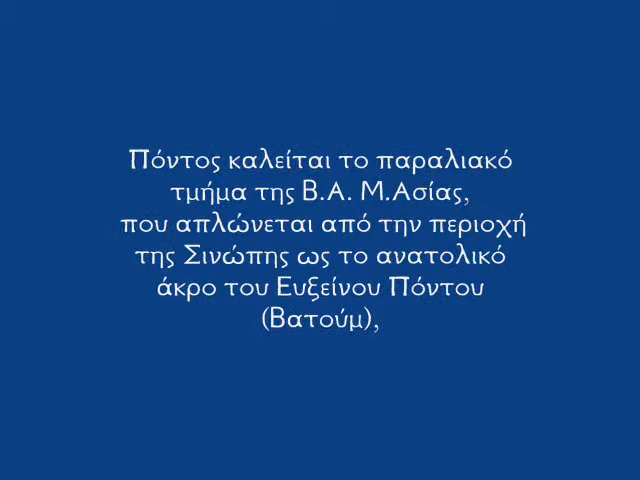 Πόντος καλείται το παραλιακό
τμήμα της Β.Α. Μ.Ασίας,
που απλώνεται από την περιοχή
της Σινώπης ως το ανατολικό
άκρο του Ευξείνου Πόντου
(Βατούμ),